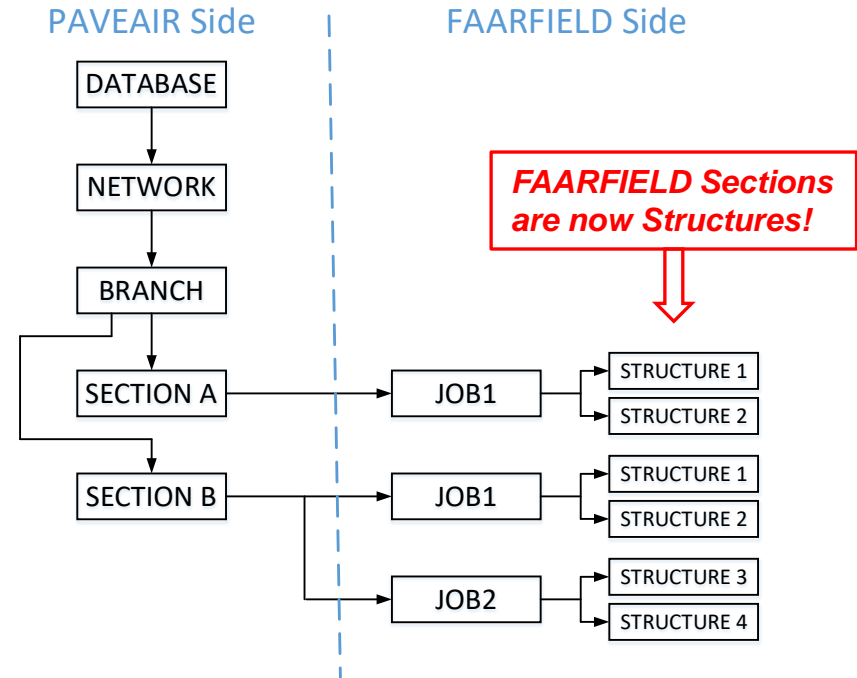 PAVEAIR Side
FAARFIELD Side
DATABASE
NETWORK
FAARFIELD Sections
are now Structures!
BRANCH
SECTION A
JOB1
STRUCTURE 1
STRUCTURE 2
SECTION B
JOB1
STRUCTURE 1
STRUCTURE 2
JOB2
STRUCTURE 3
STRUCTURE 4